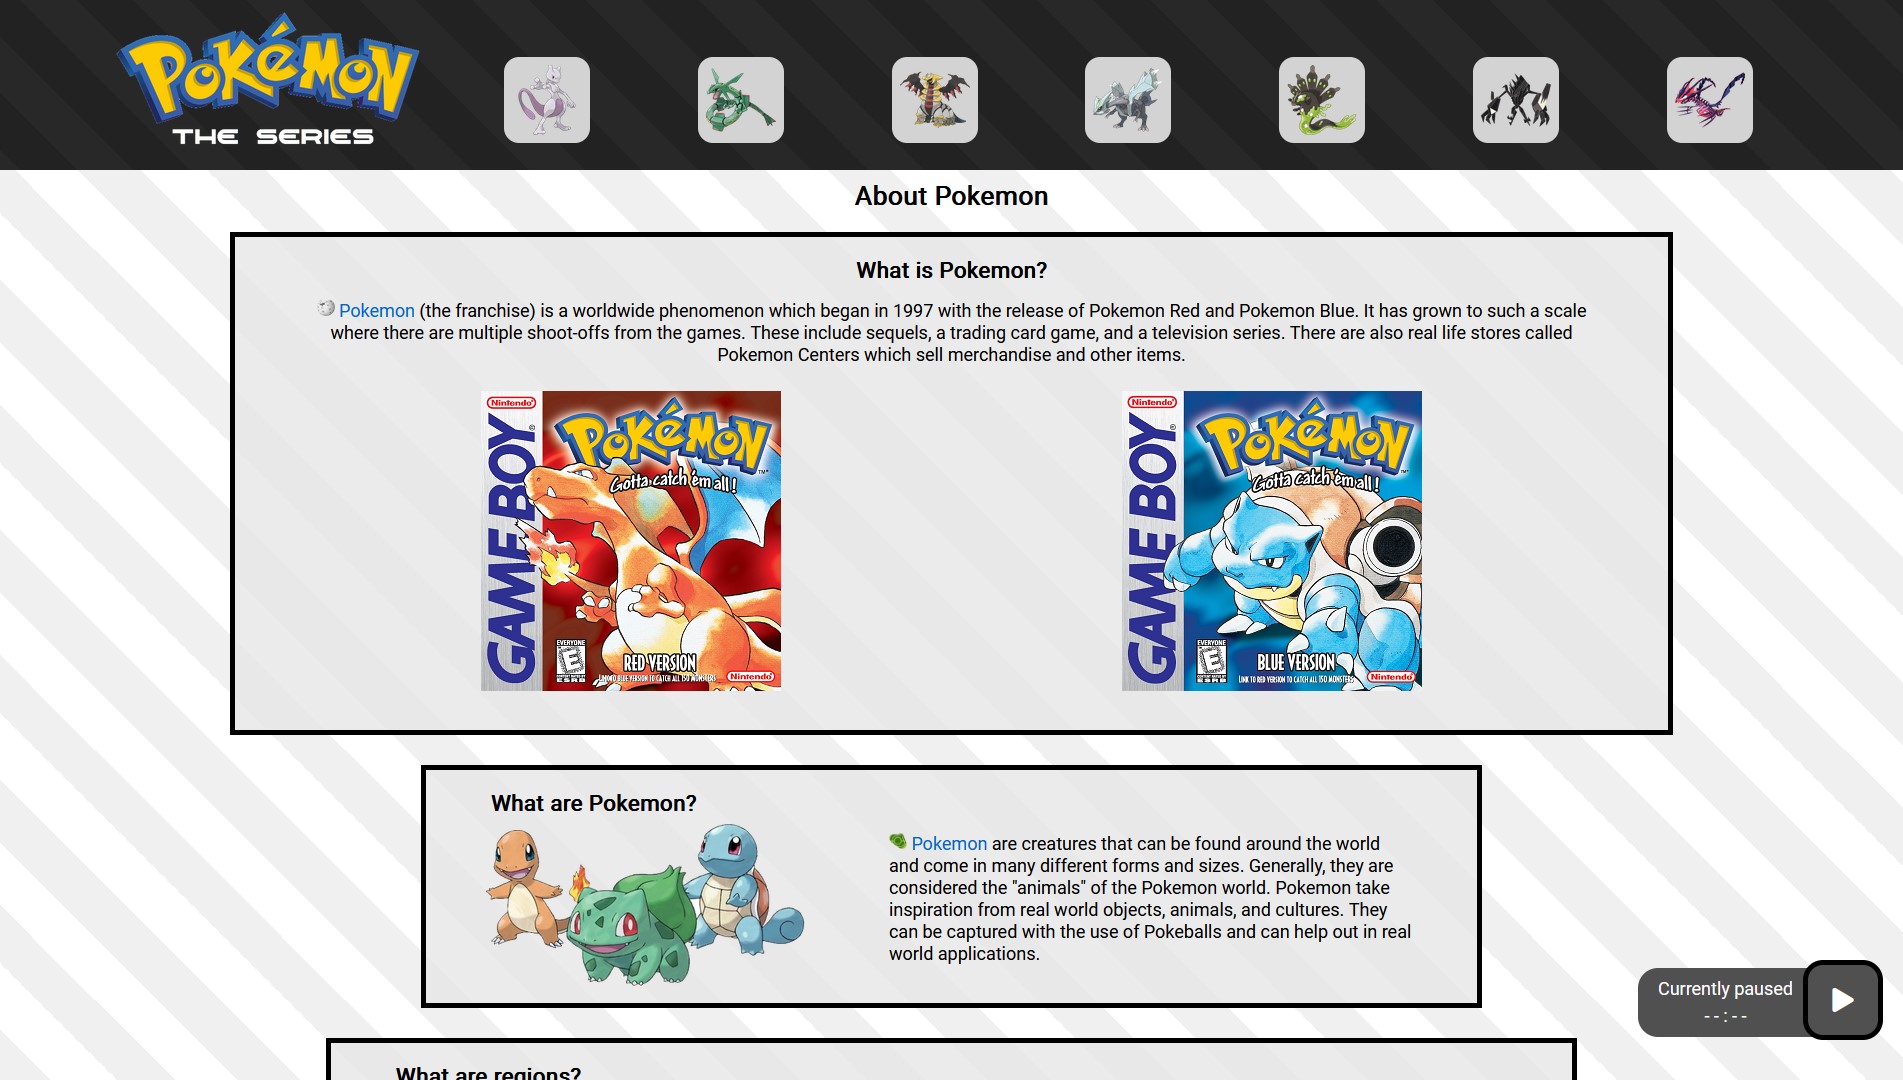 POKéMON
THE SERIES
About Pokemon
What is Pokemon?
Pokemon (the franchise) is a worldwide phenomenon which began in 1997 with the release of Pokemon Red and Pokemon Blue. It has grown to such a scale
where there are multiple shoot-offs from the games. These include sequels, a trading card game, and a television series. There are also real life stores called
Pokemon Centers which sell merchandise and other items.
Nintendo
GAME BOY
POKéMON
Gotta catch 'em all!
EVERYONE
E
CONTENT RATED BY
ESRB
RED VERSION
LINK TO BLUE VERSION TO CATCH ALL 150 MONSTERS
Nintendo
Nintendo
GAME BOY
POKéMON
Gotta catch 'em all!
EVERYONE
E
CONTENT RATED BY
ESRB
BLUE VERSION
LINK TO RED VERSION TO CATCH ALL 150 MONSTERS
Nintendo
What are Pokemon?
Pokemon are creatures that can be found around the world
and come in many different forms and sizes. Generally, they are
considered the "animals" of the Pokemon world. Pokemon take
inspiration from real world objects, animals, and cultures. They
can be captured with the use of Pokeballs and can help out in real
world applications.
Currently paused
--:--
What are regions?